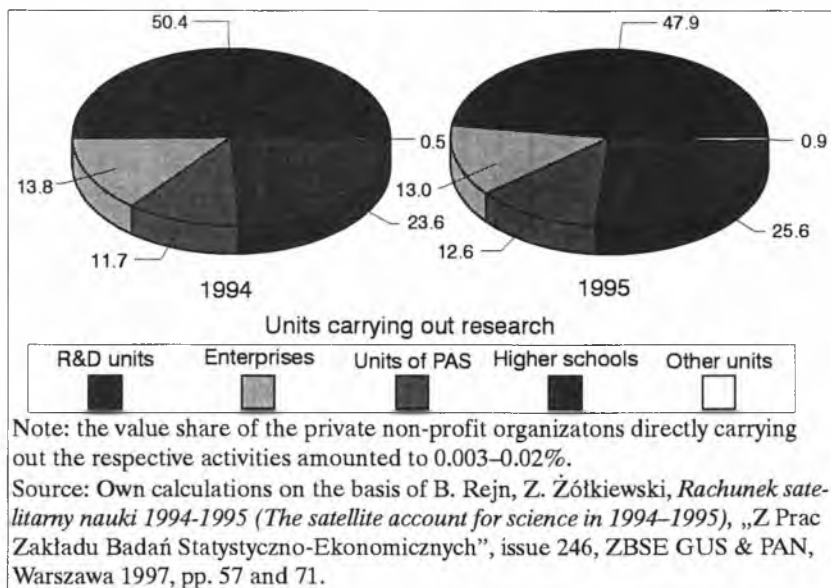 50.4
47.9
0.5
0.9
13.8
13.0
23.6
25.6
11.7
12.6
1994
1995
Units carrying out research
R&D units Enterprises Units of PAS Higher schools Other units
Note: the value share of the private non-profit organizatons directly carrying
out the respective activities amounted to 0.003–0.02%.
Source: Own calculations on the basis of B. Rejn, Z. Żółkiewski, Rachunek sate-
litarny nauki 1994-1995 (The satellite account for science in 1994–1995), „Z Prac
Zakładu Badań Statystyczno-Ekonomicznych”, issue 246, ZBSE GUS & PAN,
Warszawa 1997, pp. 57 and 71.